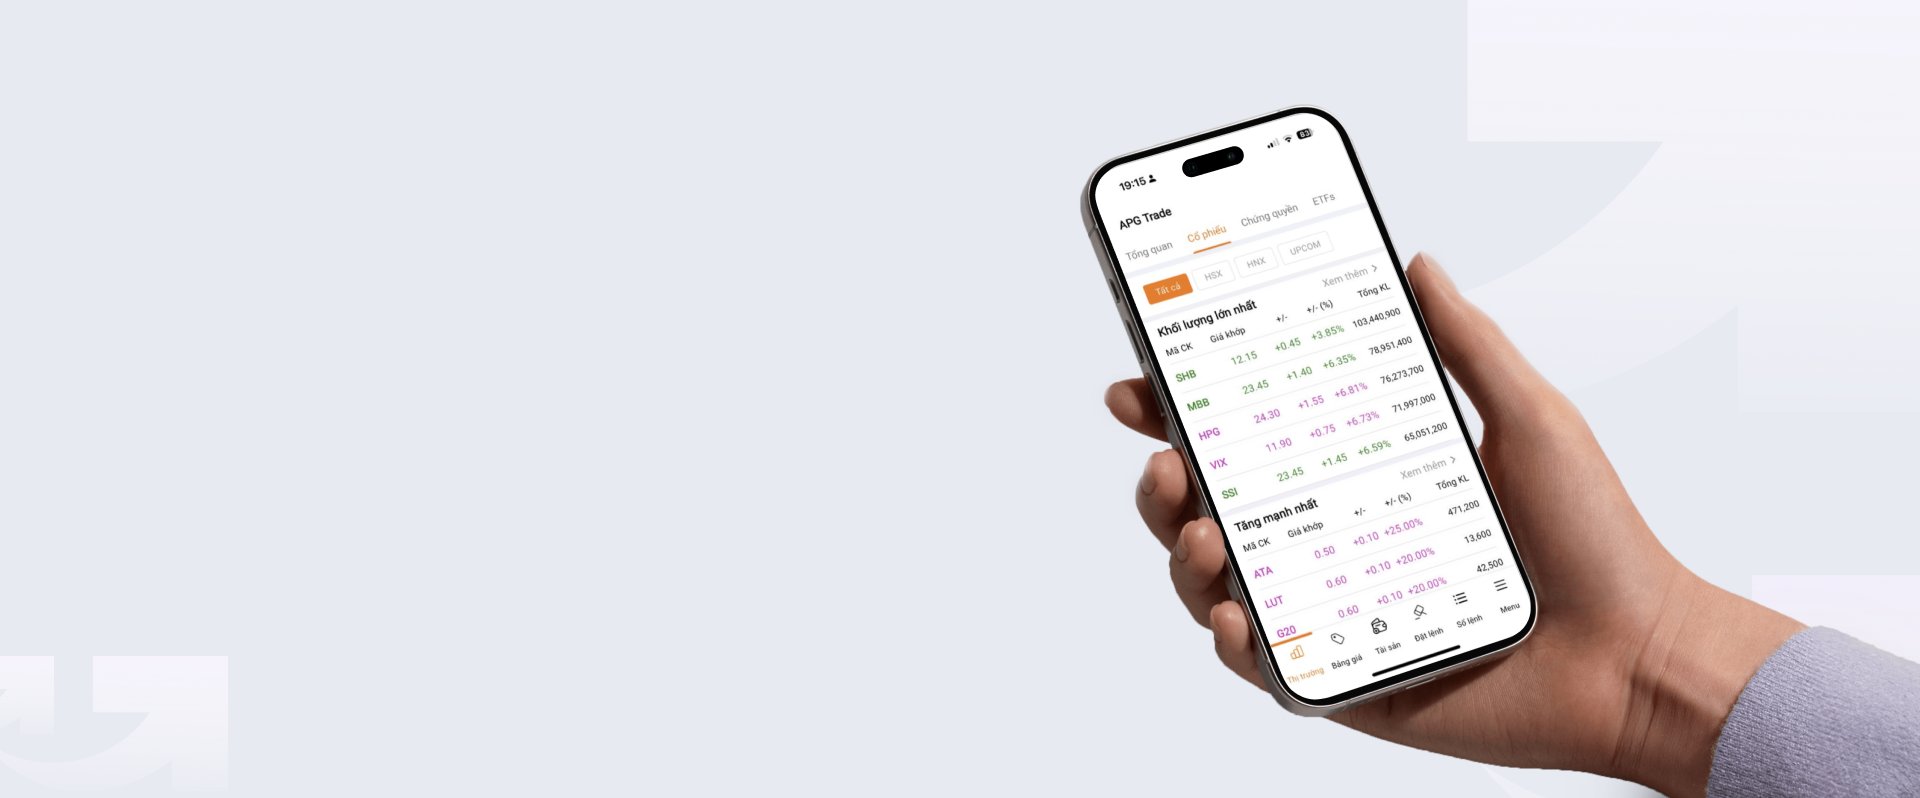 19:15
83
APG Trade
Tổng quan Cổ phiếu Chứng quyền ETFs
Tất cả HSX HNX UPCOM
Khối lượng lớn nhất Xem thêm
Mã CK Giá khớp +/- +/- (%) Tổng KL
SHB 12.15 +0.45 +3.85% 103,440,900
MBB 23.45 +1.40 +6.35% 78,951,400
HPG 24.30 +1.55 +6.81% 76,273,700
VIX 11.90 +0.75 +6.73% 71,997,000
SSI 23.45 +1.45 +6.59% 65,051,200
Tăng mạnh nhất Xem thêm
Mã CK Giá khớp +/- +/- (%) Tổng KL
ATA 0.50 +0.10 +25.00% 471,200
LUT 0.60 +0.10 +20.00% 13,600
G20 0.60 +0.10 +20.00% 42,500
Thị trường Bảng giá Tài sản Đặt lệnh Sổ lệnh Menu